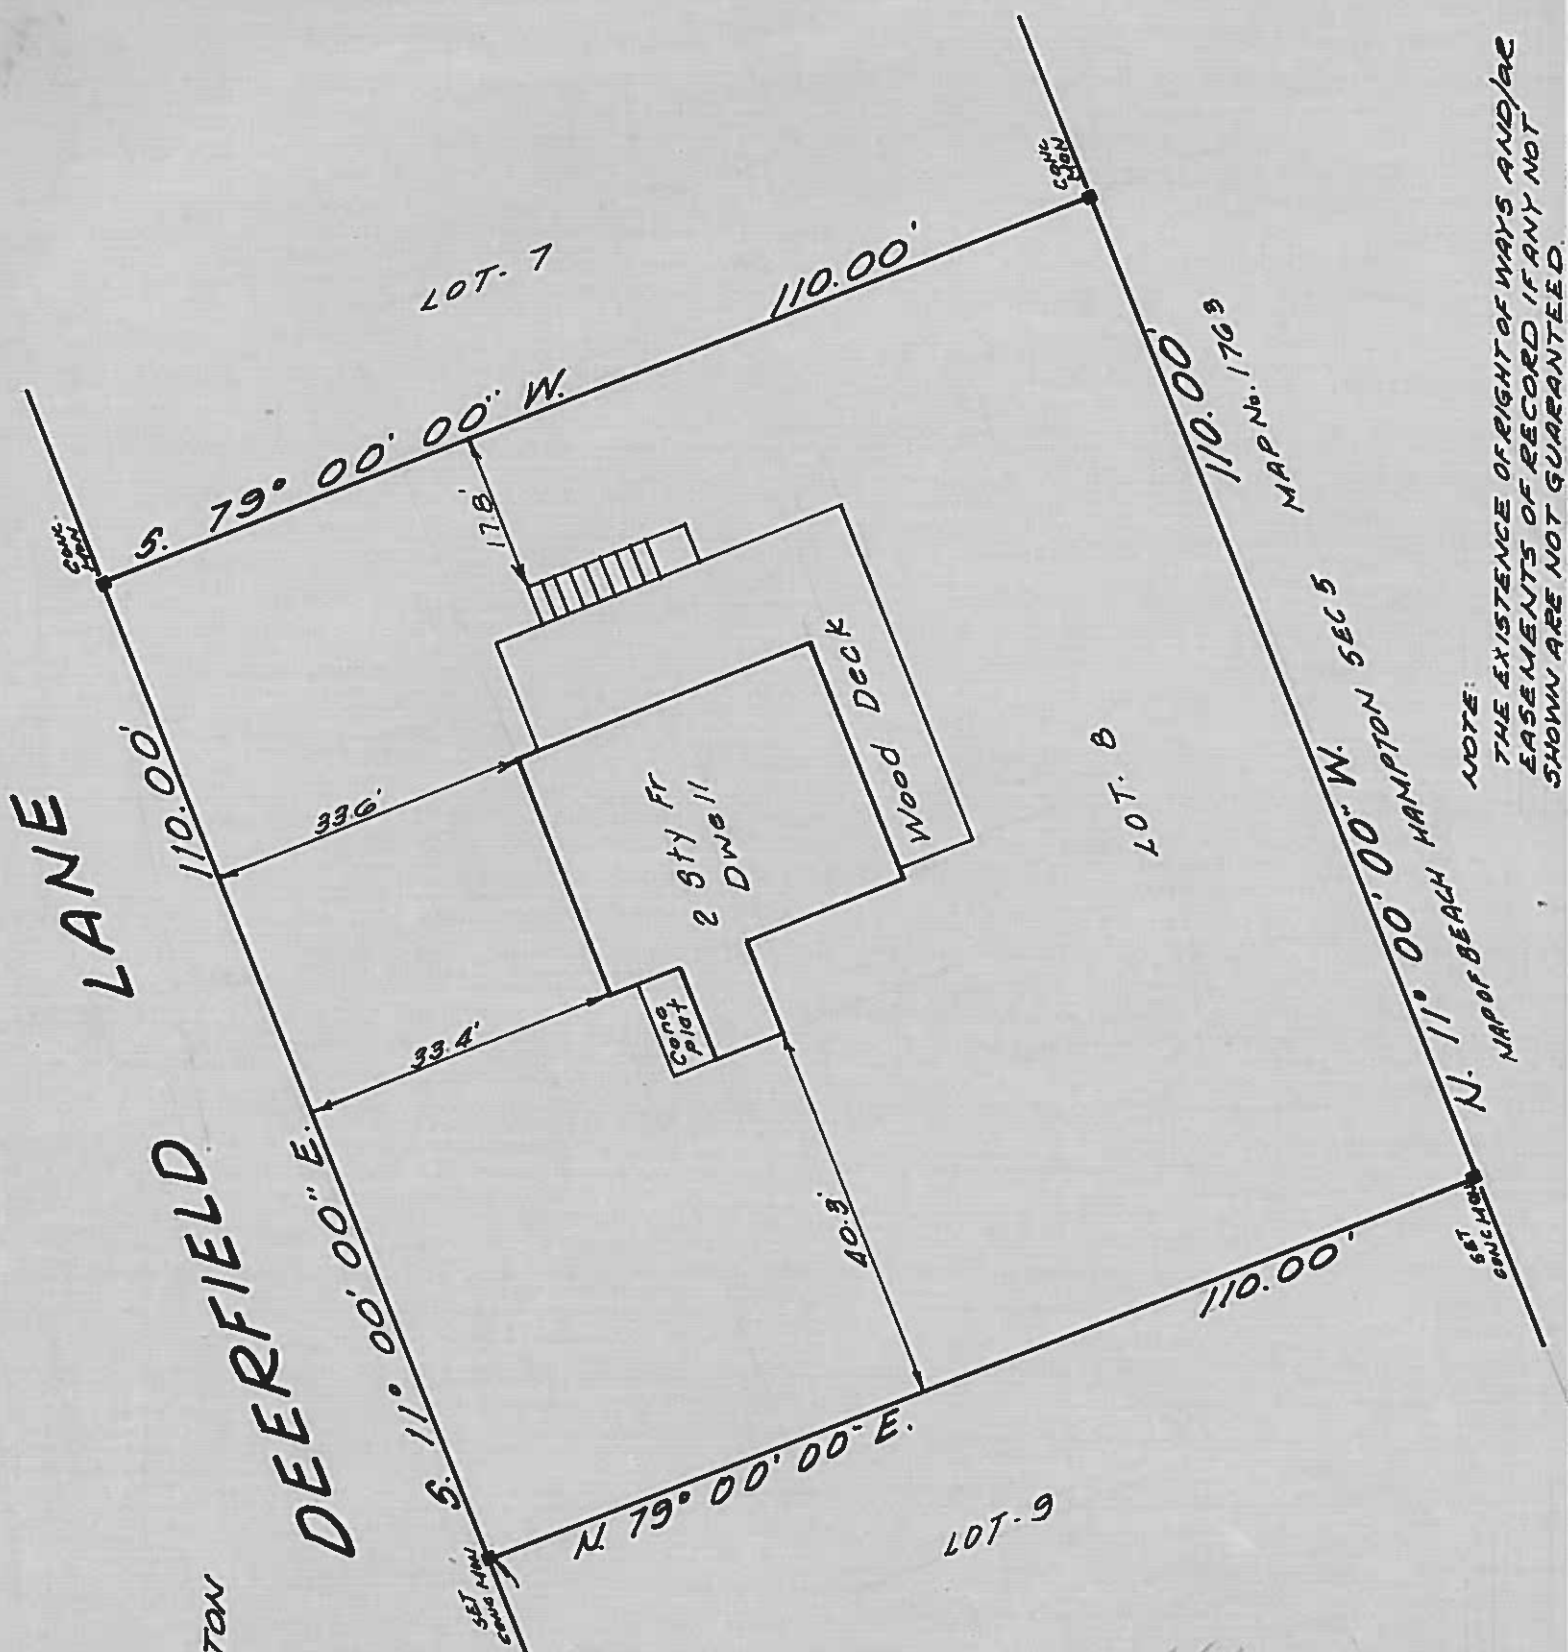 DEERFIELD LANE
S. 11° 00' 00" E. 110.00'
CONC. MON
SET CONC MON
S. 79° 00' 00" W. 110.00'
LOT - 7
17.8'
33.6'
33.4'
2 Sty Fr
Dwell
Wood Deck
Conc
Plat
40.3'
LOT. 8
N. 79° 00' 00" E. 110.00'
LOT - 9
CONC
MON
SET
CONC MON
N. 11° 00' 00" W. 110.00'
MAP OF BEACH HAMPTON SEC 5 MAP No. 1763
NOTE:
THE EXISTENCE OF RIGHT OF WAYS AND/OR
EASEMENTS OF RECORD IF ANY NOT
SHOWN ARE NOT GUARANTEED.
TON